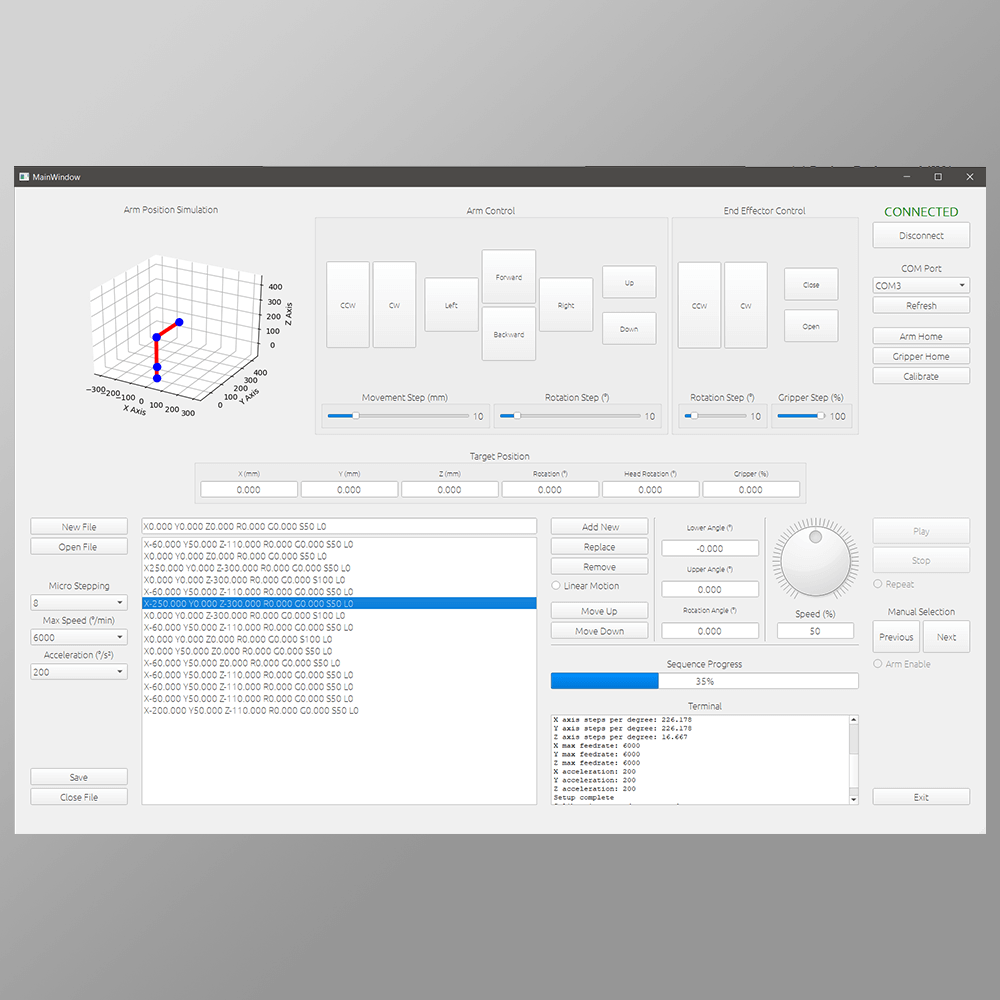 MainWindow
Arm Position Simulation
Arm Control
End Effector Control
CONNECTED
Disconnect
COM Port
COM3
Refresh
Arm Home
Gripper Home
Calibrate
400
300
200
100
0
Z Axis
400
300
200
100
0
Y Axis
-300
-200
-100
0
100
200
300
X Axis
CCW
CW
Left
Forward
Backward
Right
Up
Down
CCW
CW
Close
Open
Movement Step (mm)
10
Rotation Step (°)
10
Rotation Step (°)
10
Gripper Step (%)
100
Target Position
X (mm) Y (mm) Z (mm) Rotation (°) Head Rotation (°) Gripper (%)
0.000 0.000 0.000 0.000 0.000 0.000
New File
Open File
Micro Stepping
8
Max Speed (°/min)
6000
Acceleration (°/s²)
200
Save
Close File
X0.000 Y0.000 Z0.000 R0.000 G0.000 S50 L0
X-60.000 Y50.000 Z-110.000 R0.000 G0.000 S50 L0
X0.000 Y0.000 Z0.000 R0.000 G0.000 S50 L0
X250.000 Y0.000 Z-300.000 R0.000 G0.000 S50 L0
X0.000 Y0.000 Z-300.000 R0.000 G0.000 S100 L0
X-60.000 Y50.000 Z-110.000 R0.000 G0.000 S50 L0
X-250.000 Y0.000 Z-300.000 R0.000 G0.000 S50 L0
X0.000 Y0.000 Z-300.000 R0.000 G0.000 S100 L0
X-60.000 Y50.000 Z-110.000 R0.000 G0.000 S50 L0
X0.000 Y0.000 Z0.000 R0.000 G0.000 S100 L0
X0.000 Y50.000 Z0.000 R0.000 G0.000 S50 L0
X-60.000 Y50.000 Z0.000 R0.000 G0.000 S50 L0
X-60.000 Y50.000 Z-110.000 R0.000 G0.000 S50 L0
X-60.000 Y50.000 Z-110.000 R0.000 G0.000 S50 L0
X-60.000 Y50.000 Z-110.000 R0.000 G0.000 S50 L0
X-200.000 Y50.000 Z-110.000 R0.000 G0.000 S50 L0
Add New
Replace
Remove
Linear Motion
Move Up
Move Down
Lower Angle (°)
-0.000
Upper Angle (°)
0.000
Rotation Angle (°)
0.000
Speed (%)
50
Play
Stop
Repeat
Manual Selection
Previous
Next
Arm Enable
Sequence Progress
35%
Terminal
X axis steps per degree: 226.178
Y axis steps per degree: 226.178
Z axis steps per degree: 16.667
X max feedrate: 6000
Y max feedrate: 6000
Z max feedrate: 6000
X acceleration: 200
Y acceleration: 200
Z acceleration: 200
Setup complete
Exit